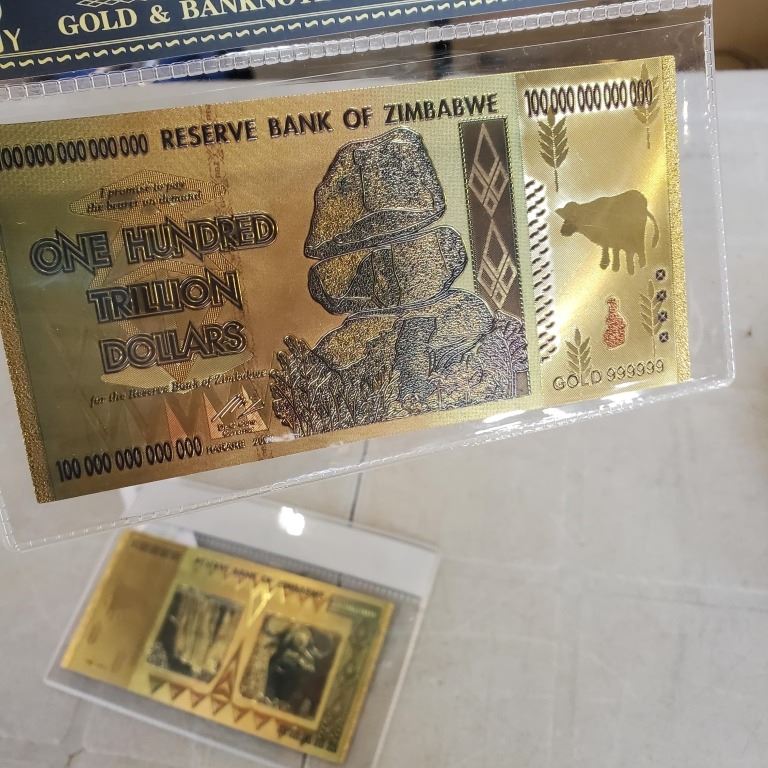 GOLD & BANKNOTE
100 000 000 000 000
RESERVE BANK OF ZIMBABWE
100 000 000 000 000
I promise to pay
the bearer on demand
ONE HUNDRED
TRILLION
DOLLARS
for the Reserve Bank of Zimbabwe
100 000 000 000 000
HARARE
GOLD 999999